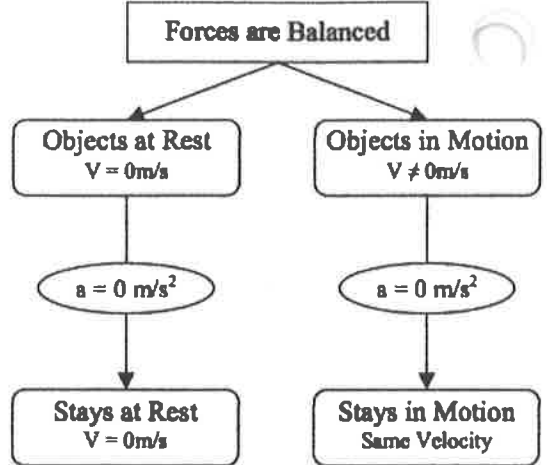 Forces are Balanced
Objects at Rest
V = 0m/s
Objects in Motion
V ≠ 0m/s
a = 0 m/s²
a = 0 m/s²
Stays at Rest
V = 0m/s
Stays in Motion
Same Velocity